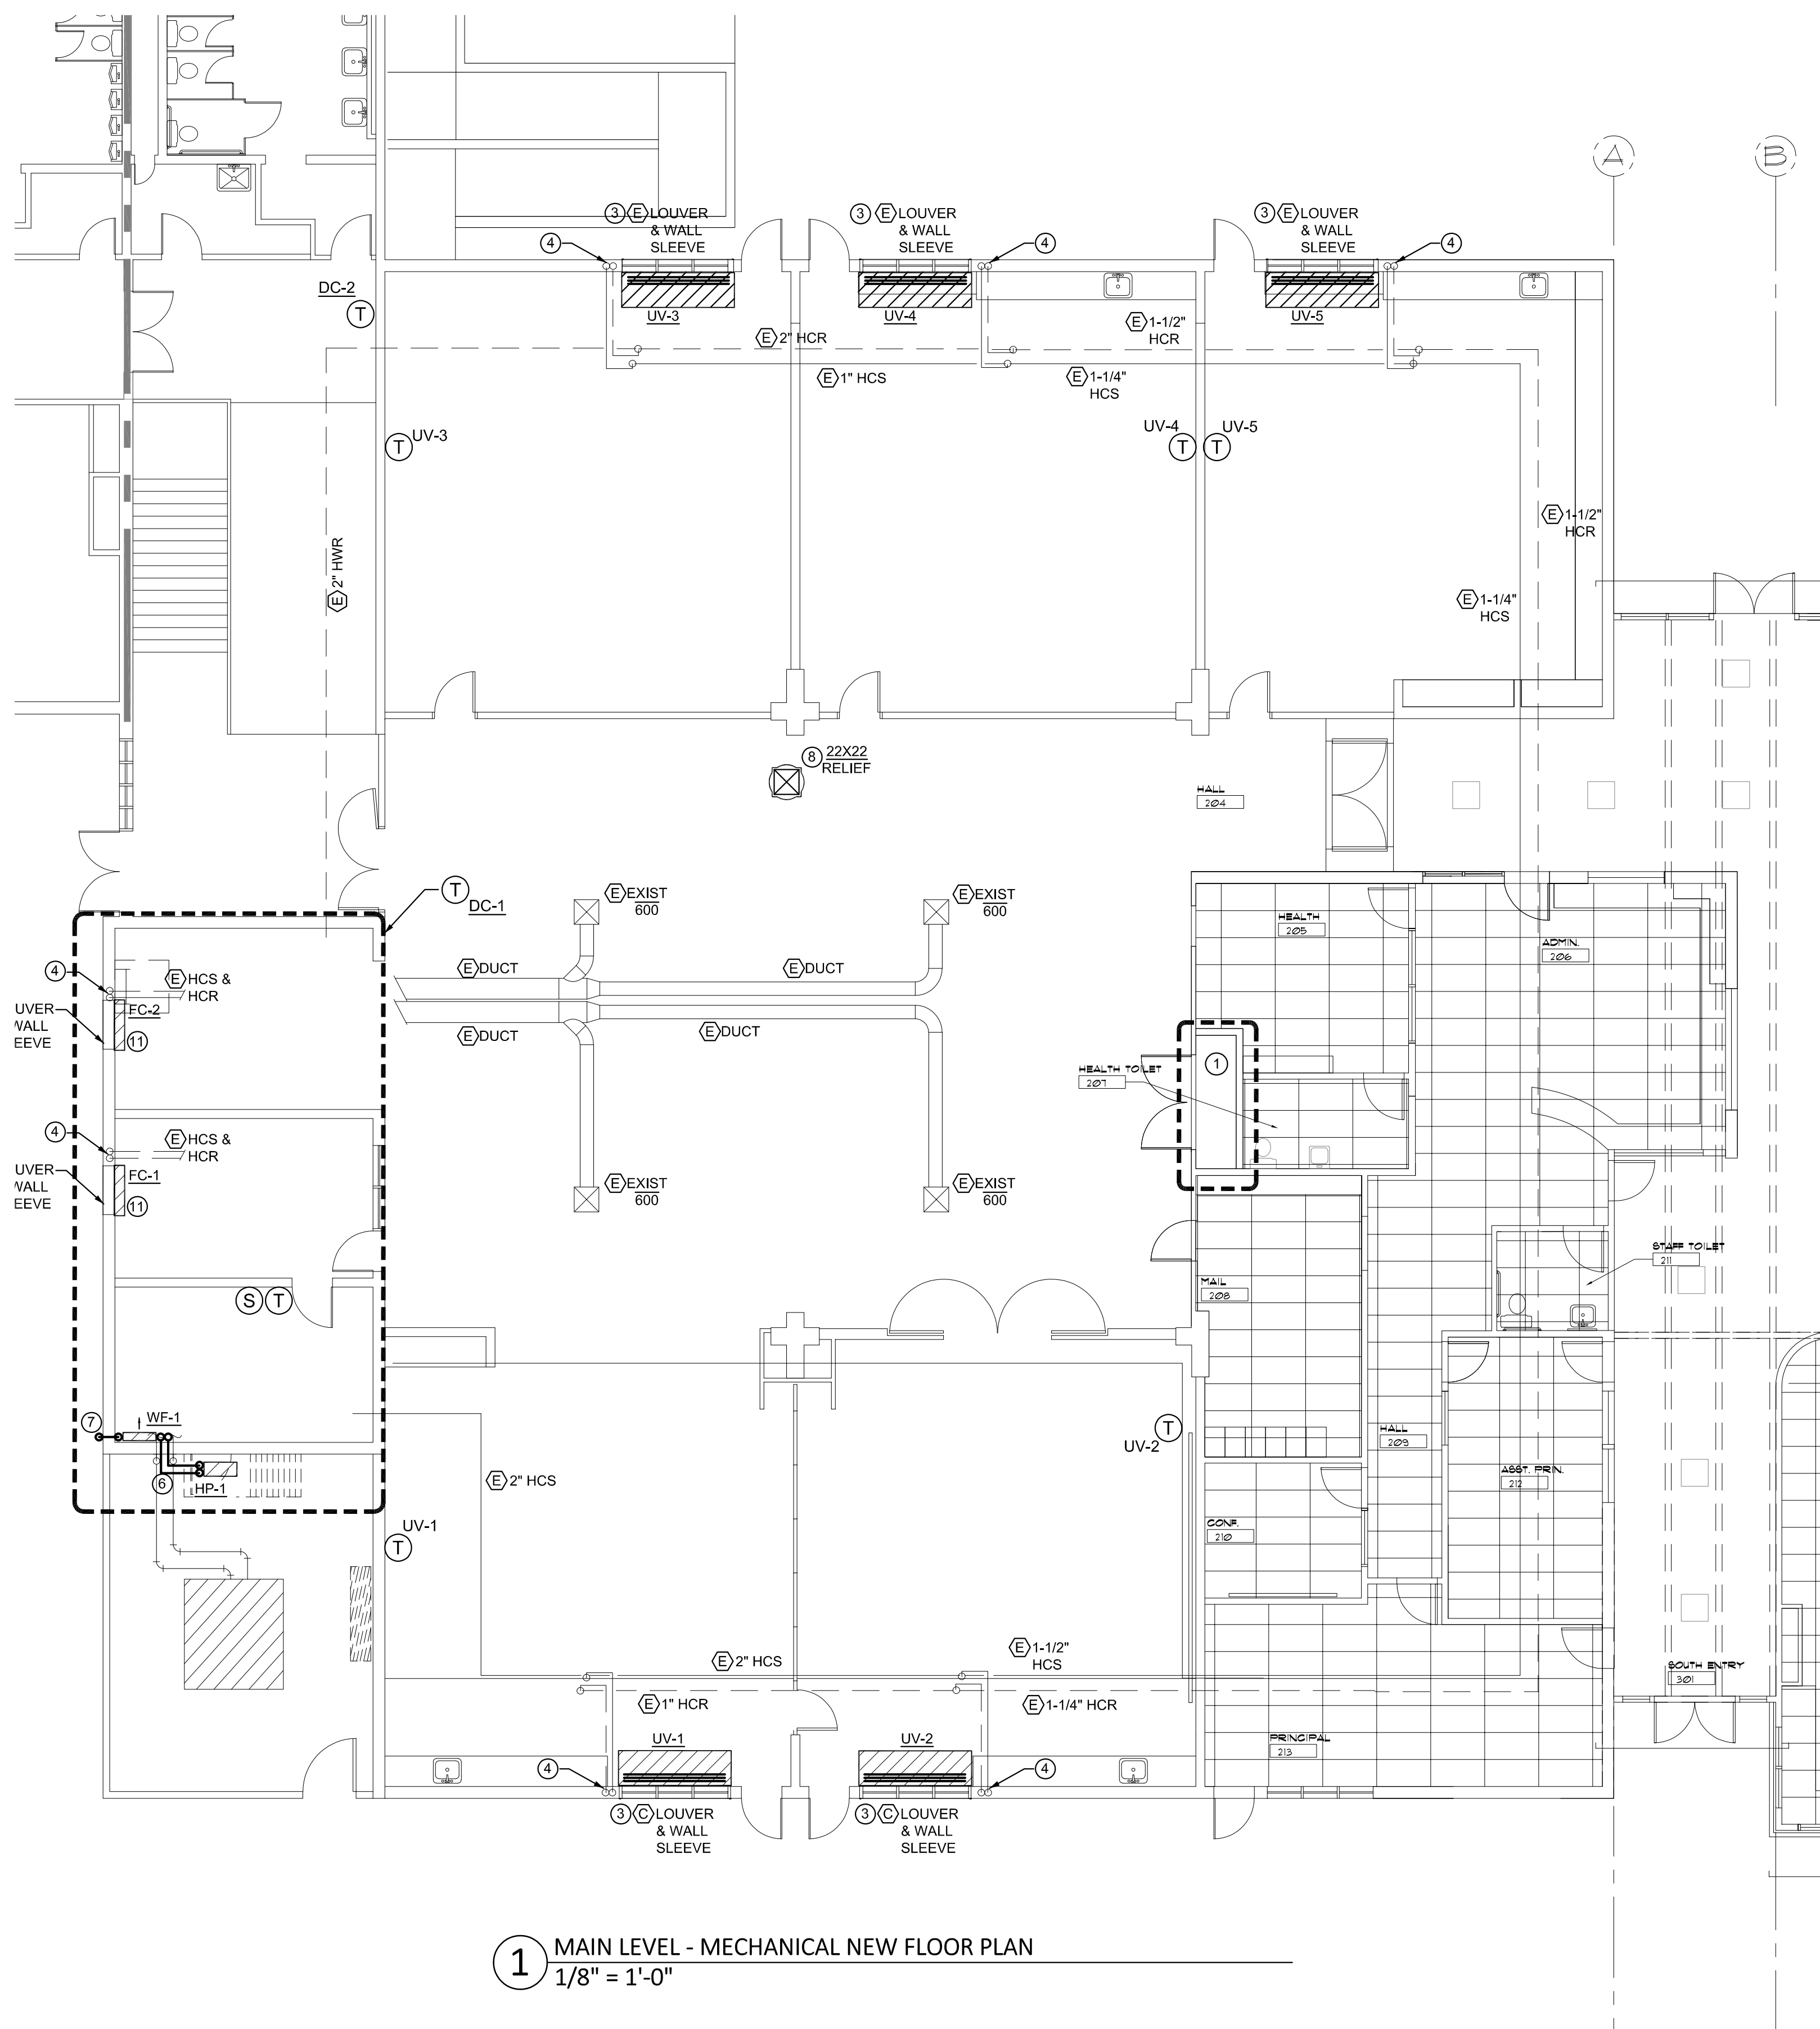 A
B
3 E LOUVER
& WALL
SLEEVE
3 E LOUVER
& WALL
SLEEVE
3 E LOUVER
& WALL
SLEEVE
4
4
4
DC-2
T
UV-3
UV-4
UV-5
E 2" HCR
E 1-1/2"
HCR
E 1" HCS
E 1-1/4"
HCS
T UV-3
UV-4
T
UV-5
T
E 1-1/2"
HCR
E 2" HWR
E 1-1/4"
HCS
8 22X22
RELIEF
HALL
204
T
DC-1
E EXIST
600
E EXIST
600
HEALTH
205
ADMIN.
206
4
E HCS &
HCR
E DUCT
E DUCT
UVER
WALL
EEVE
FC-2
11
E DUCT
E DUCT
1
HEALTH TOILET
207
4
E HCS &
HCR
UVER
WALL
EEVE
FC-1
11
E EXIST
600
E EXIST
600
STAFF TOILET
211
MAIL
208
S T
7
WF-1
T
UV-2
HALL
209
6
HP-1
E 2" HCS
ASST. PRIN.
212
UV-1
T
CONF.
210
E 2" HCS
E 1-1/2"
HCS
SOUTH ENTRY
301
E 1" HCR
E 1-1/4" HCR
UV-1
UV-2
PRINCIPAL
213
4
4
3 C LOUVER
& WALL
SLEEVE
3 C LOUVER
& WALL
SLEEVE
1 MAIN LEVEL - MECHANICAL NEW FLOOR PLAN
1/8" = 1'-0"